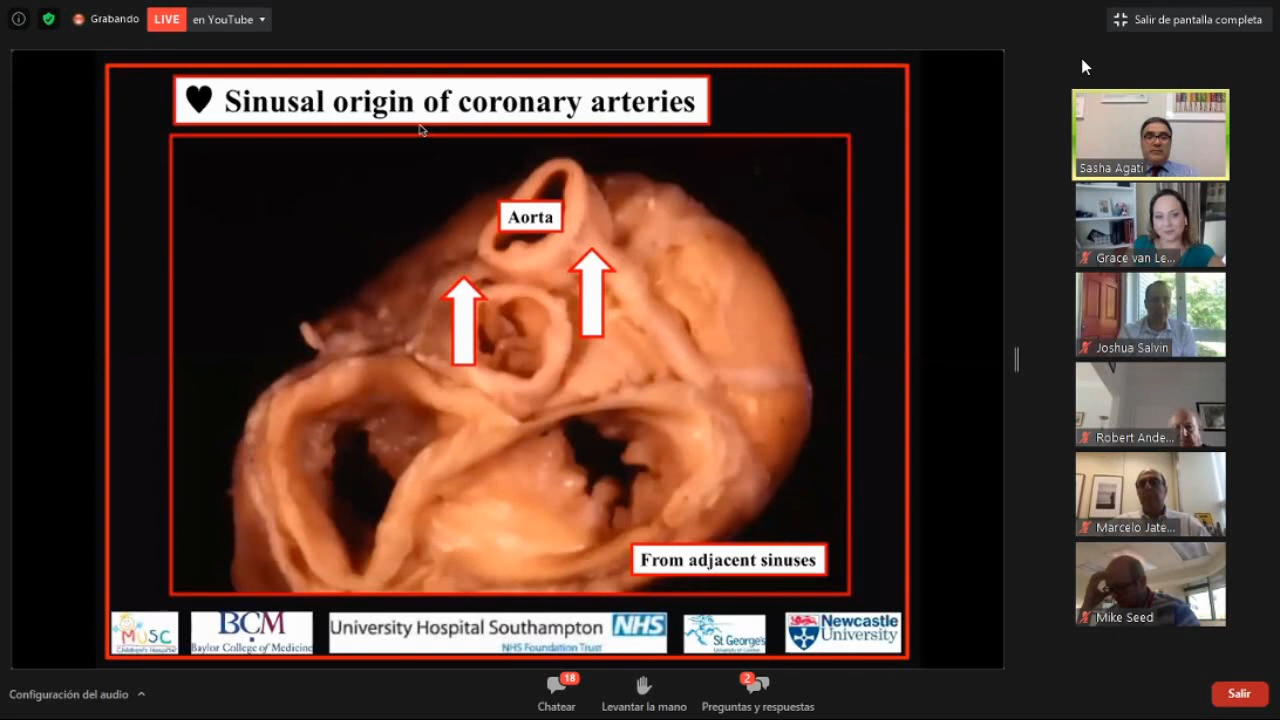 Grabando
LIVE
en YouTube
Salir de pantalla completa
Sinusal origin of coronary arteries
Aorta
From adjacent sinuses
MUSC
Children's Hospital
BCM
Baylor College of Medicine
University Hospital Southampton NHS
NHS Foundation Trust
St George's
University of London
Newcastle
University
Sasha Agati
Grace van Le...
Joshua Salvin
Robert Ande...
Marcelo Jate...
Mike Seed
Configuración del audio
18
Chatear
Levantar la mano
2
Preguntas y respuestas
Salir